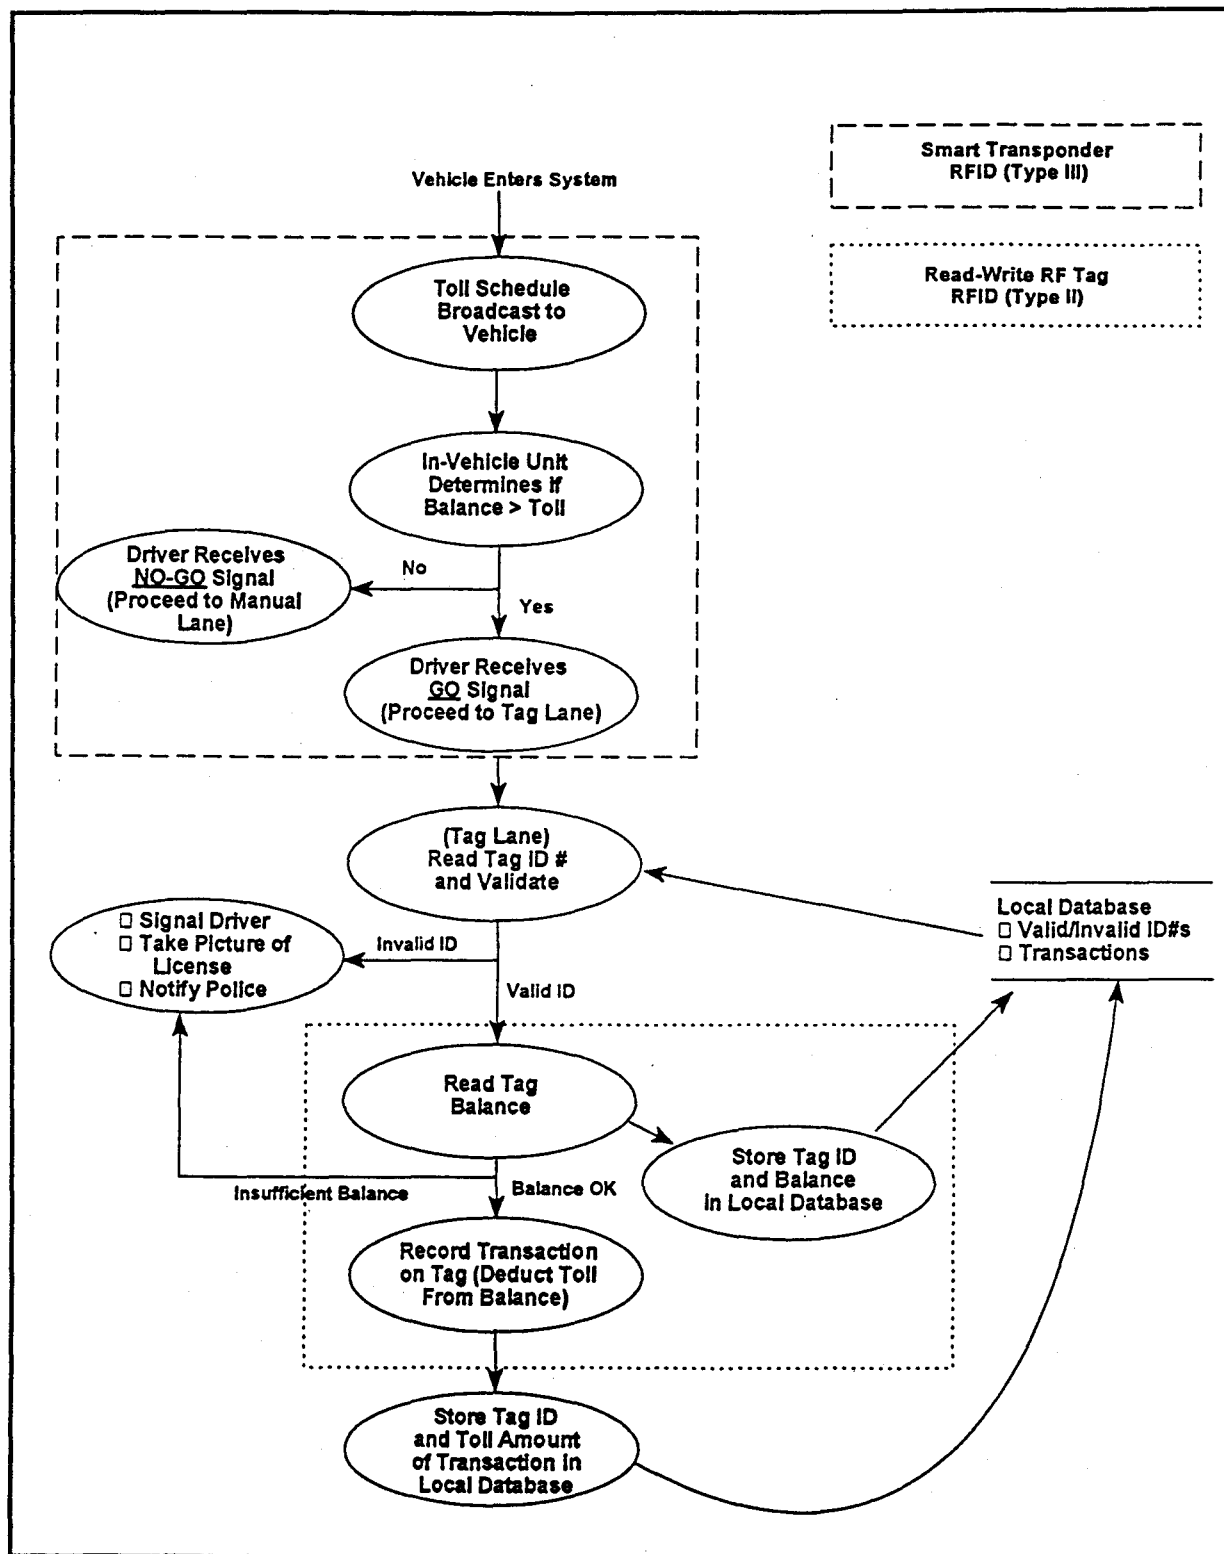 Smart Transponder
RFID (Type III)
Vehicle Enters System
Read-Write RF Tag
RFID (Type II)
Toll Schedule
Broadcast to
Vehicle
In-Vehicle Unit
Determines if
Balance > Toll
Driver Receives
NO-GO Signal
(Proceed to Manual
Lane)
No
Yes
Driver Receives
GO Signal
(Proceed to Tag Lane)
(Tag Lane)
Read Tag ID #
and Validate
Local Database
□ Valid/Invalid ID#s
□ Transactions
□ Signal Driver
□ Take Picture of
License
□ Notify Police
Invalid ID
Valid ID
Read Tag
Balance
Store Tag ID
and Balance
in Local Database
Insufficient Balance
Balance OK
Record Transaction
on Tag (Deduct Toll
From Balance)
Store Tag ID
and Toll Amount
of Transaction in
Local Database